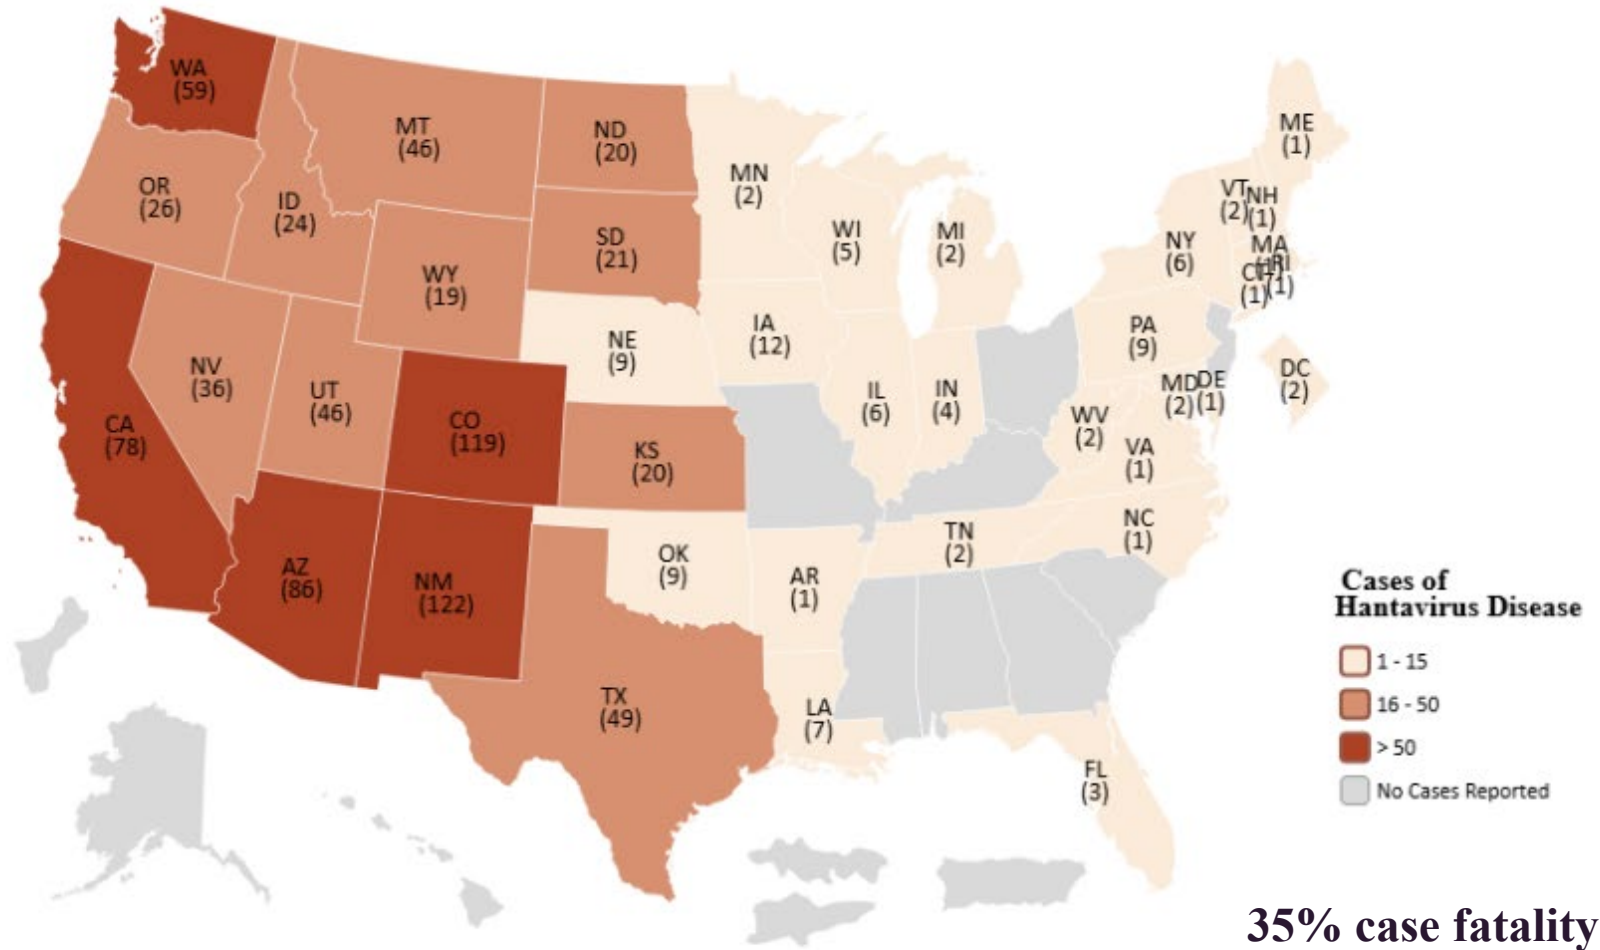 WA
(59)
MT
(46)
ND
(20)
MN
(2)
ME
(1)
OR
(26)
ID
(24)
SD
(21)
WI
(5)
MI
(2)
NY
(6)
VT
(2)
NH
(1)
MA
(1)
RI
(1)
CT
(1)
WY
(19)
NE
(9)
IA
(12)
PA
(9)
NV
(36)
UT
(46)
CO
(119)
KS
(20)
IL
(6)
IN
(4)
WV
(2)
MD
(2)
DE
(1)
DC
(2)
CA
(78)
VA
(1)
AZ
(86)
NM
(122)
OK
(9)
AR
(1)
TN
(2)
NC
(1)
TX
(49)
LA
(7)
FL
(3)
Cases of
Hantavirus Disease
1 - 15
16 - 50
> 50
No Cases Reported
35% case fatality